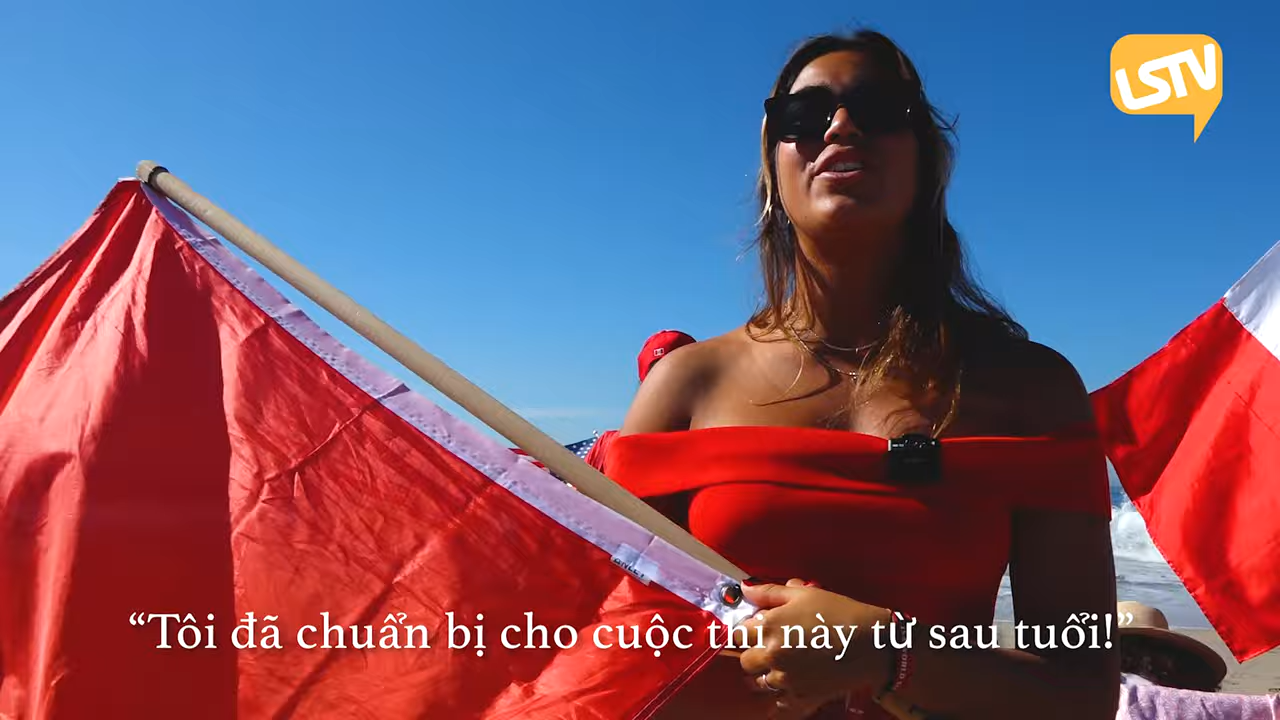 LSTV
“Tôi đã chuẩn bị cho cuộc thi này từ sau tuổi!”